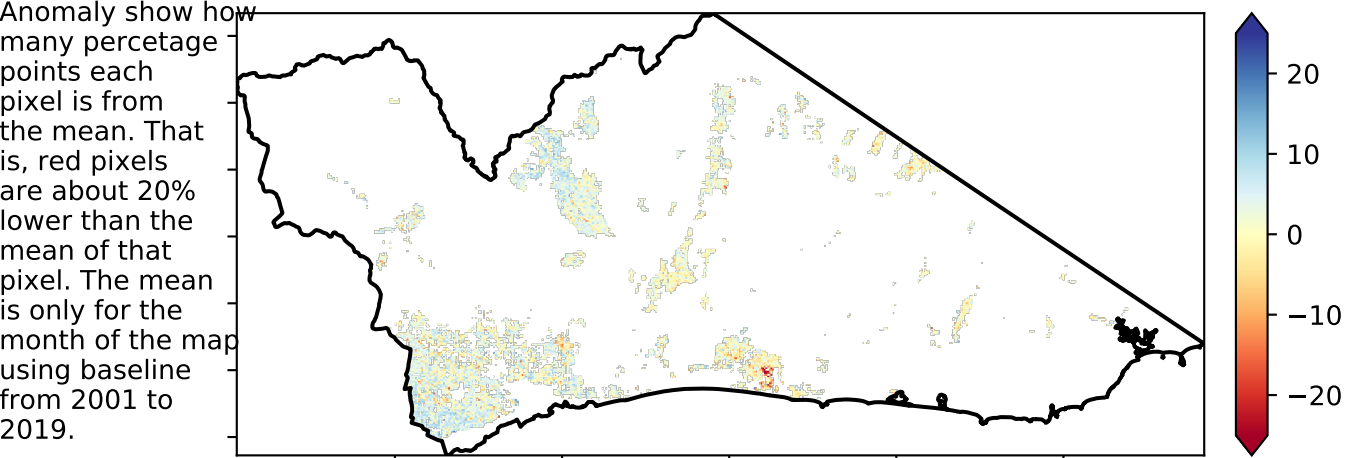 Anomaly show how
many percetage
points each
pixel is from
the mean. That
is, red pixels
are about 20%
lower than the
mean of that
pixel. The mean
is only for the
month of the map
using baseline
from 2001 to
2019.
20
10
0
−10
−20